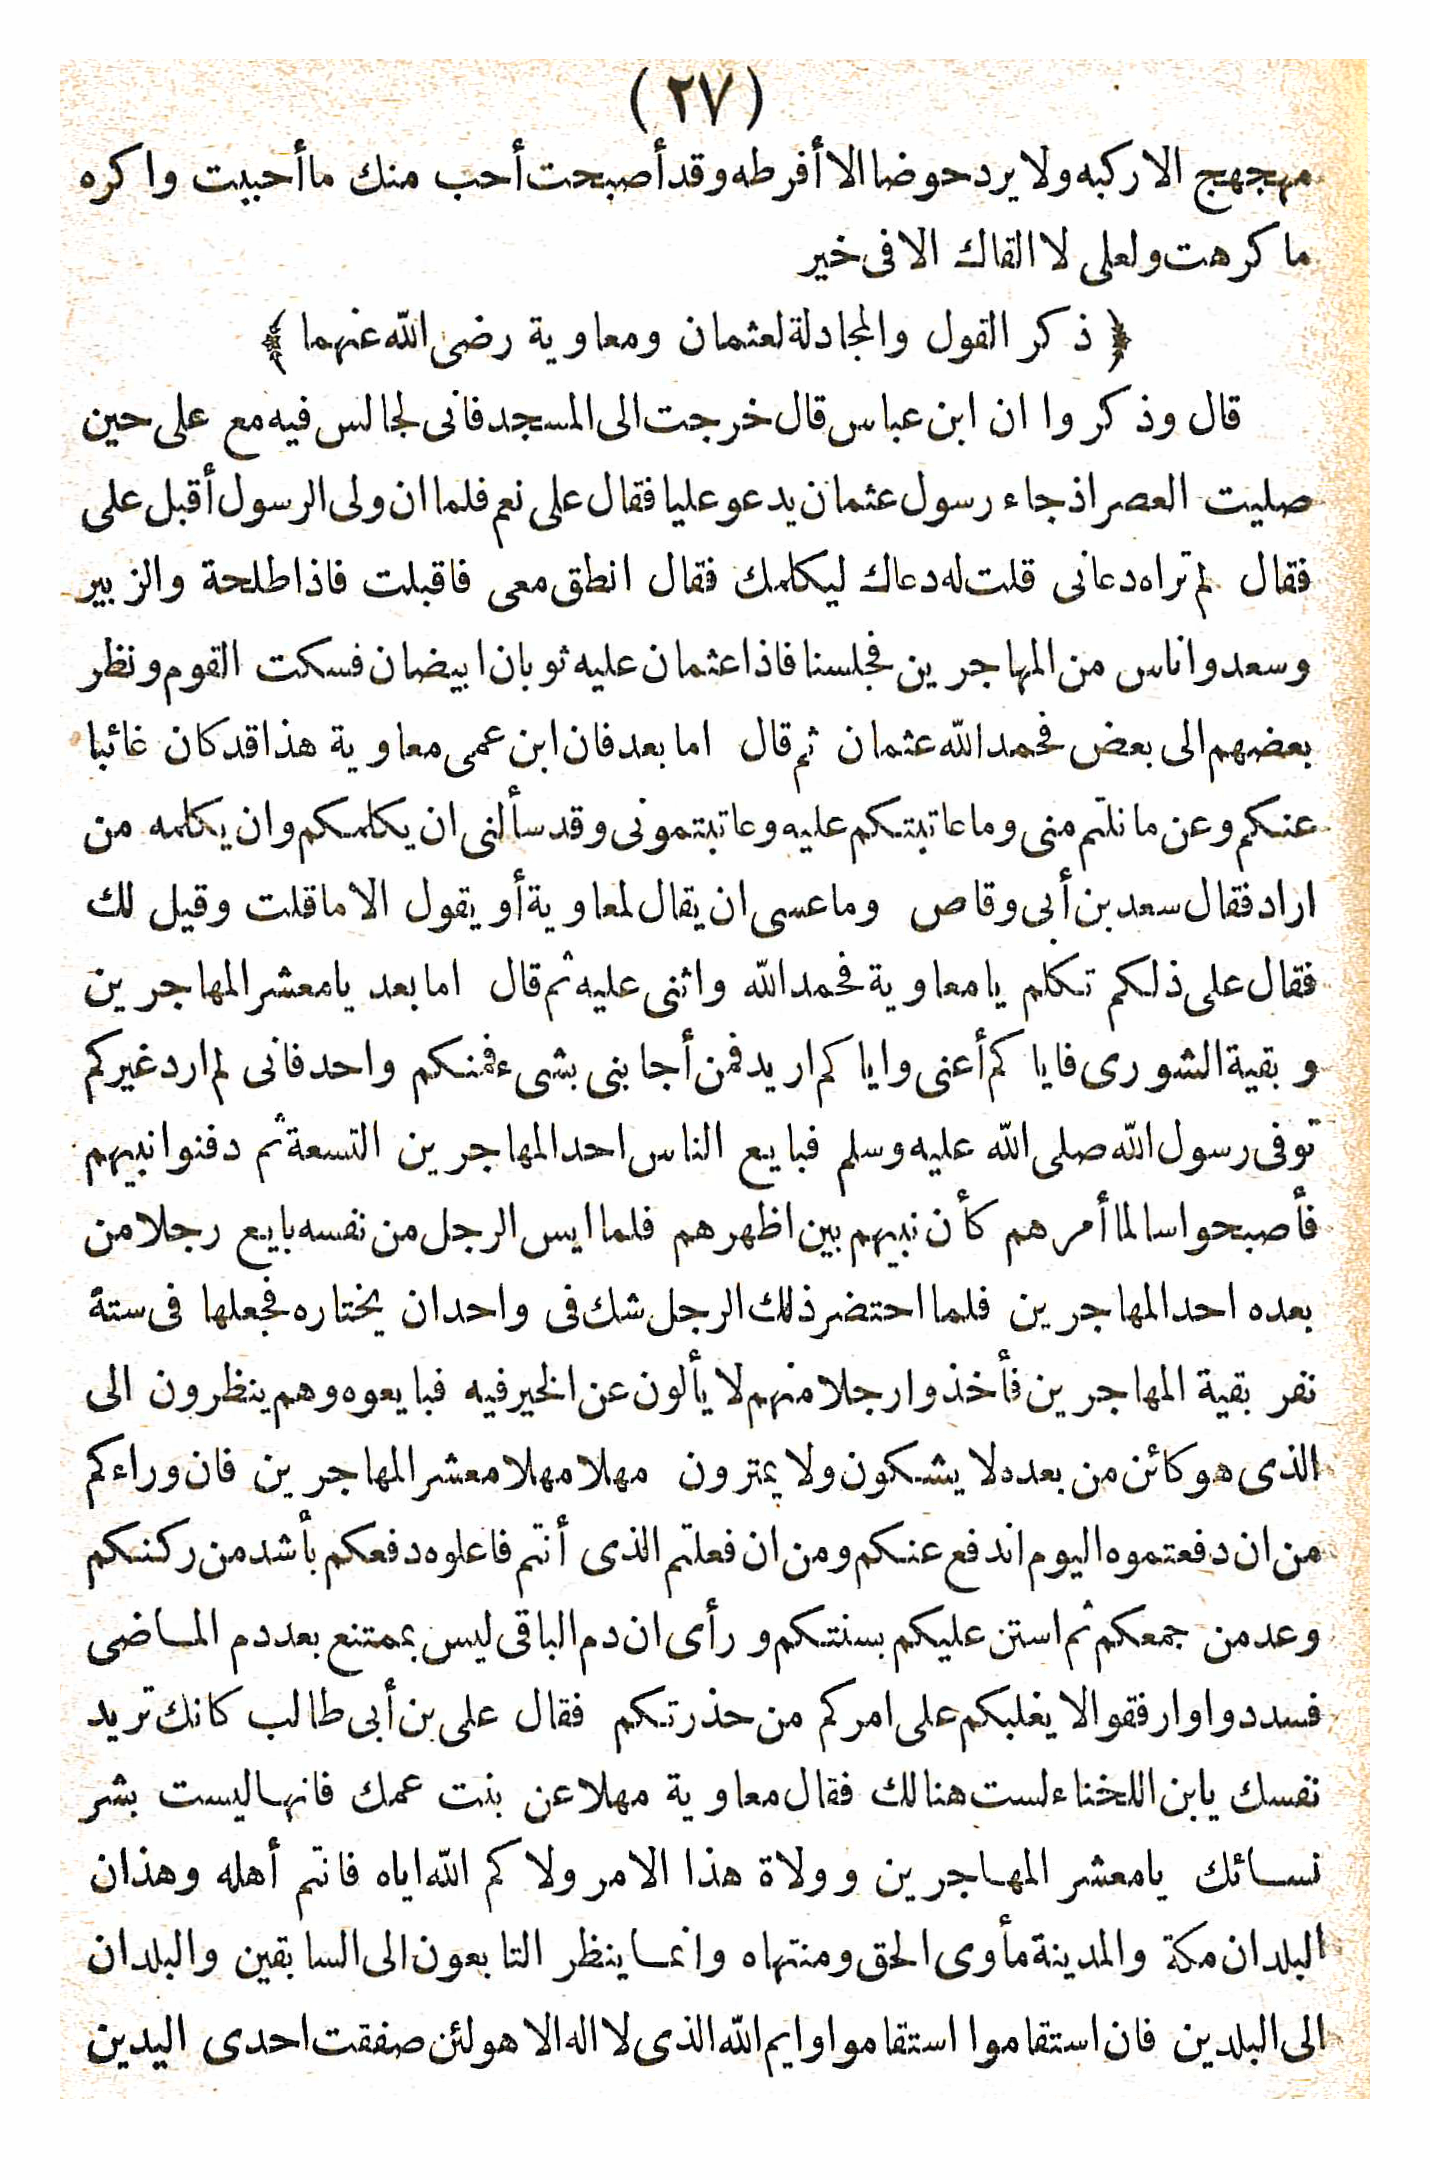 (٢٧)
مهجهج الاركبه ولا يرد حوضا الا أفرطه وقد أصبحت أحب منك ما أحببت واكره
ما كرهت ولعلى لا القاك الا فى خير
﴿ ذكر القول والمجادلة لعثمان ومعاوية رضى الله عنهما ﴾
قال وذكروا ان ابن عباس قال خرجت الى المسجد فانى لجالس فيه مع على حين
صليت العصر اذ جاء رسول عثمان يدعو عليا فقال على نعم فلما ان ولى الرسول أقبل على
فقال لم تراه دعانى قلت له دعاك ليكلمك فقال انطق معى فاقبلت فاذا طلحة والزبير
وسعد واناس من المهاجرين فجلسنا فاذا عثمان عليه ثوبان ابيضان فسكت القوم ونظر
بعضهم الى بعض فحمد الله عثمان ثم قال اما بعد فان ابن عمى معاوية هذا قد كان غائبا
عنكم وعن ما نلتم منى وما عاتبتكم عليه وعاتبتمونى وقد سألنى ان يكلمكم وان يكلمه من
اراد فقال سعد بن أبى وقاص وما عسى ان يقال لمعاوية أو يقول الا ما قلت وقيل لك
فقال على ذلكم تكلم يا معاوية فحمد الله واثنى عليه ثم قال اما بعد يا معشر المهاجرين
وبقية الشورى فاياكم أعنى واياكم اريد فمن أجابنى بشىء فمنكم واحد فانى لم ارد غيركم
توفى رسول الله صلى الله عليه وسلم فبايع الناس احد المهاجرين التسعة ثم دفنوا نبيهم
فأصبحوا سالما أمرهم كأن نبيهم بين اظهرهم فلما ايس الرجل من نفسه بايع رجلا من
بعده احد المهاجرين فلما احتضر ذلك الرجل شك فى واحد ان يختاره فجعلها فى ستة
نفر بقية المهاجرين فأخذوا رجلا منهم لا يألون عن الخير فيه فبايعوه وهم ينظرون الى
الذى هو كائن من بعده لا يشكون ولا يمترون مهلا مهلا معشر المهاجرين فان وراءكم
من ان دفعتموه اليوم اندفع عنكم ومن ان فعلتم الذى أنتم فاعلوه دفعكم بأشد من ركنكم
وعد من جمعكم ثم استن عليكم بسنتكم ورأى ان دم الباقى ليس بممتنع بعد دم الماضى
فسددوا وارفقوا لا يغلبكم على امركم من حذرتكم فقال على بن أبى طالب كانك تريد
نفسك يا بن اللخناء لست هنالك فقال معاوية مهلا عن بنت عمك فانها ليست بشر
نسائك يا معشر المهاجرين وولاة هذا الامر ولاكم الله اياه فانتم أهله وهذان
البلدان مكة والمدينة مأوى الحق ومنتهاه وانما ينظر التابعون الى السابقين والبلدان
الى البلدين فان استقاموا استقاموا وايم الله الذى لا اله الا هو لئن صفقت احدى اليدين